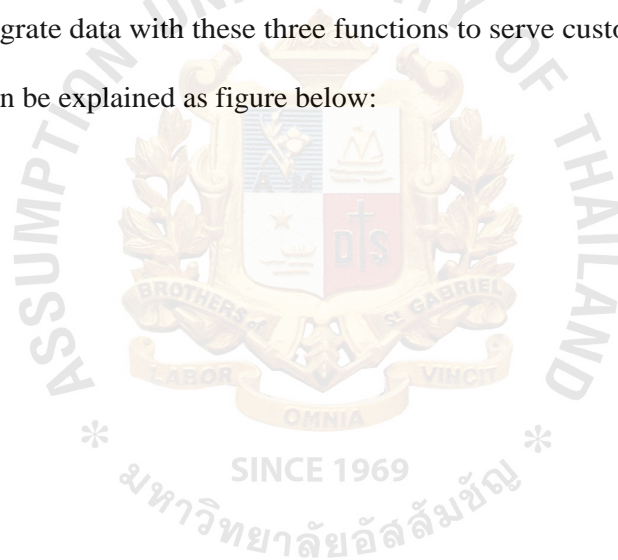 grate data with these three functions to serve custo
n be explained as figure below:
ASSUMPTION UNIVERSITY OF THAILAND
A M
D S
BROTHERS of St GABRIEL
LABOR
VINCIT
OMNIA
SINCE 1969
* มหาวิทยาลัยอัสสัมชัญ *